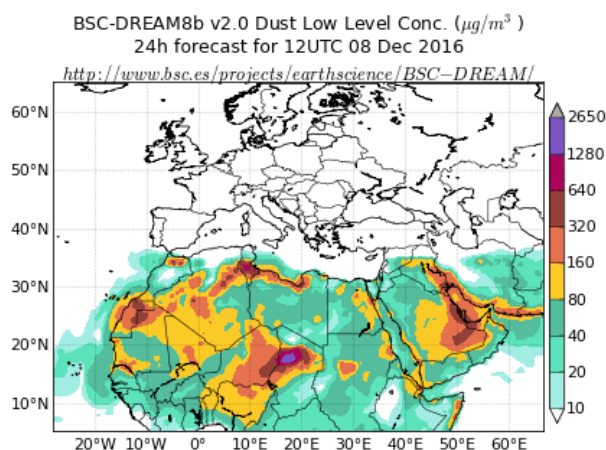 BSC-DREAM8b v2.0 Dust Low Level Conc. (μg/m³ )
24h forecast for 12UTC 08 Dec 2016
http://www.bsc.es/projects/earthscience/BSC−DREAM/
60°N
50°N
40°N
30°N
20°N
10°N
20°W 10°W 0° 10°E 20°E 30°E 40°E 50°E 60°E
2650
1280
640
320
160
80
40
20
10